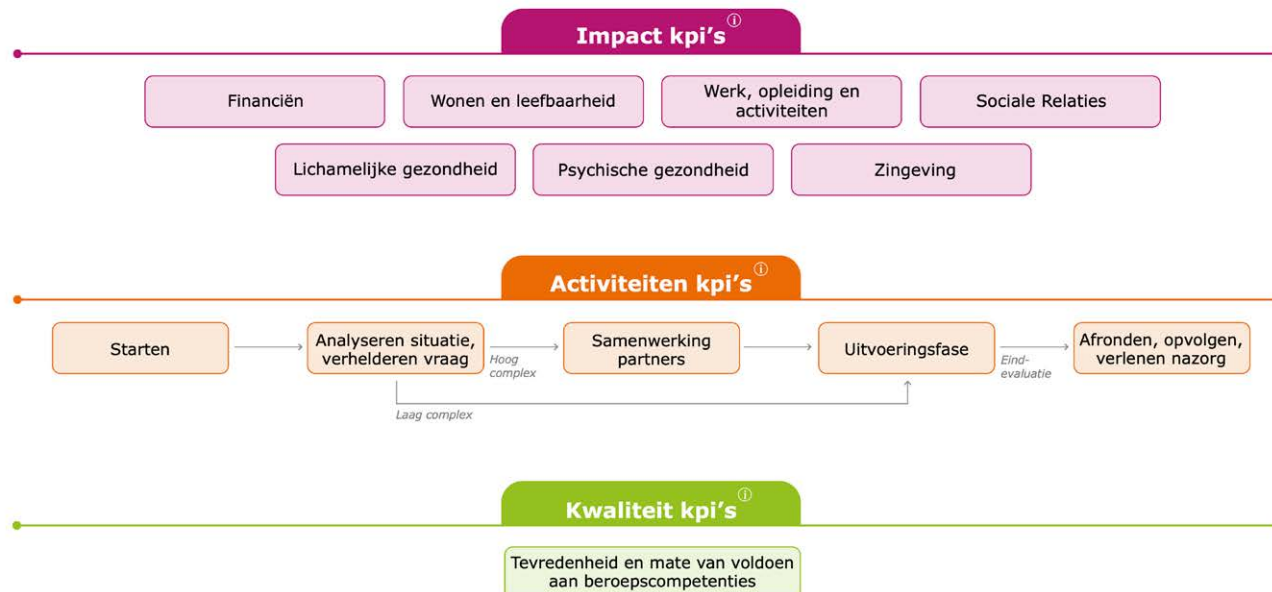 Impact kpi's
Financiën
Wonen en leefbaarheid
Werk, opleiding en
activiteiten
Sociale Relaties
Lichamelijke gezondheid
Psychische gezondheid
Zingeving
Activiteiten kpi's
Starten
Analyseren situatie,
verhelderen vraag
Hoog
complex
Samenwerking
partners
Uitvoeringsfase
Eind-
evaluatie
Afronden, opvolgen,
verlenen nazorg
Laag complex
Kwaliteit kpi's
Tevredenheid en mate van voldoen
aan beroepscompetenties